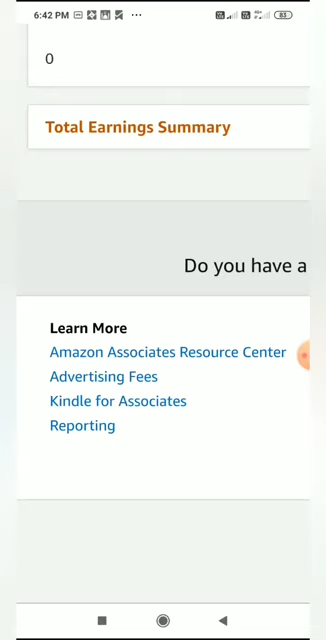 6:42 PM
83
0
Total Earnings Summary
Do you have a
Learn More
Amazon Associates Resource Center
Advertising Fees
Kindle for Associates
Reporting